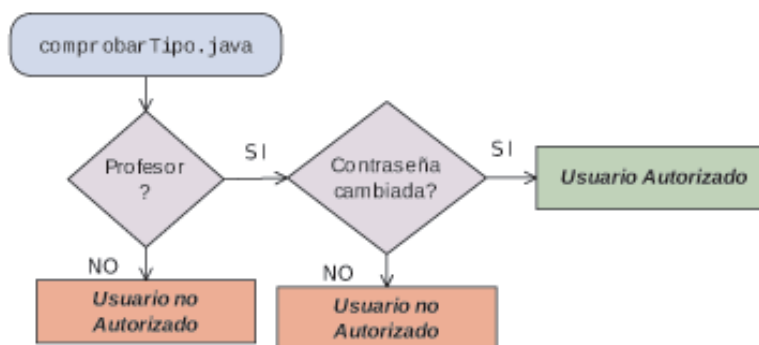 comprobarTipo.java
Profesor
?
SI
Contraseña
cambiada?
SI
Usuario Autorizado
NO
Usuario no
Autorizado
NO
Usuario no
Autorizado